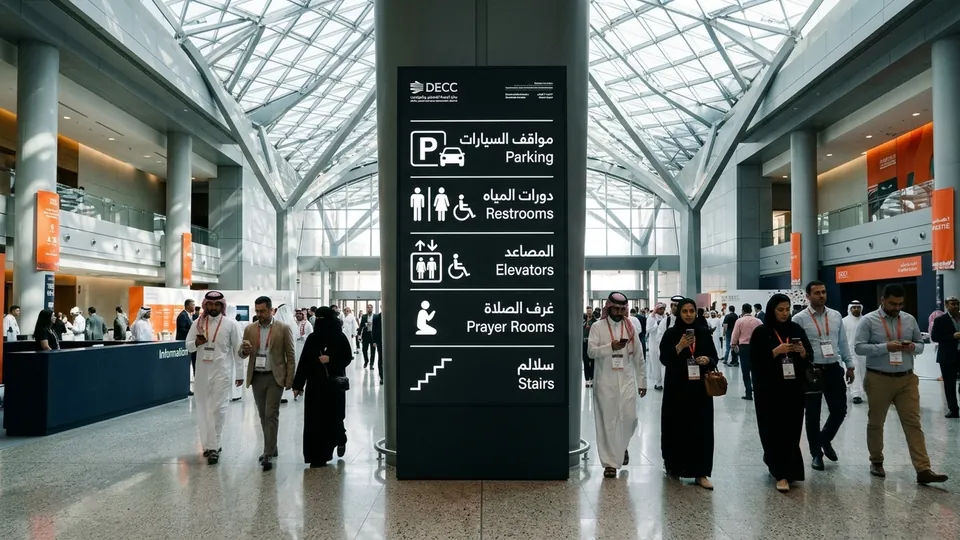 DECC
P
مواقف السيارات
Parking
دورات المياه
Restrooms
المصاعد
Elevators
غرف الصلاة
Prayer Rooms
سلالم
Stairs
Information